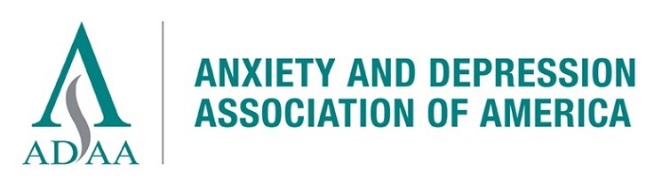 ADAA
ANXIETY AND DEPRESSION
ASSOCIATION OF AMERICA